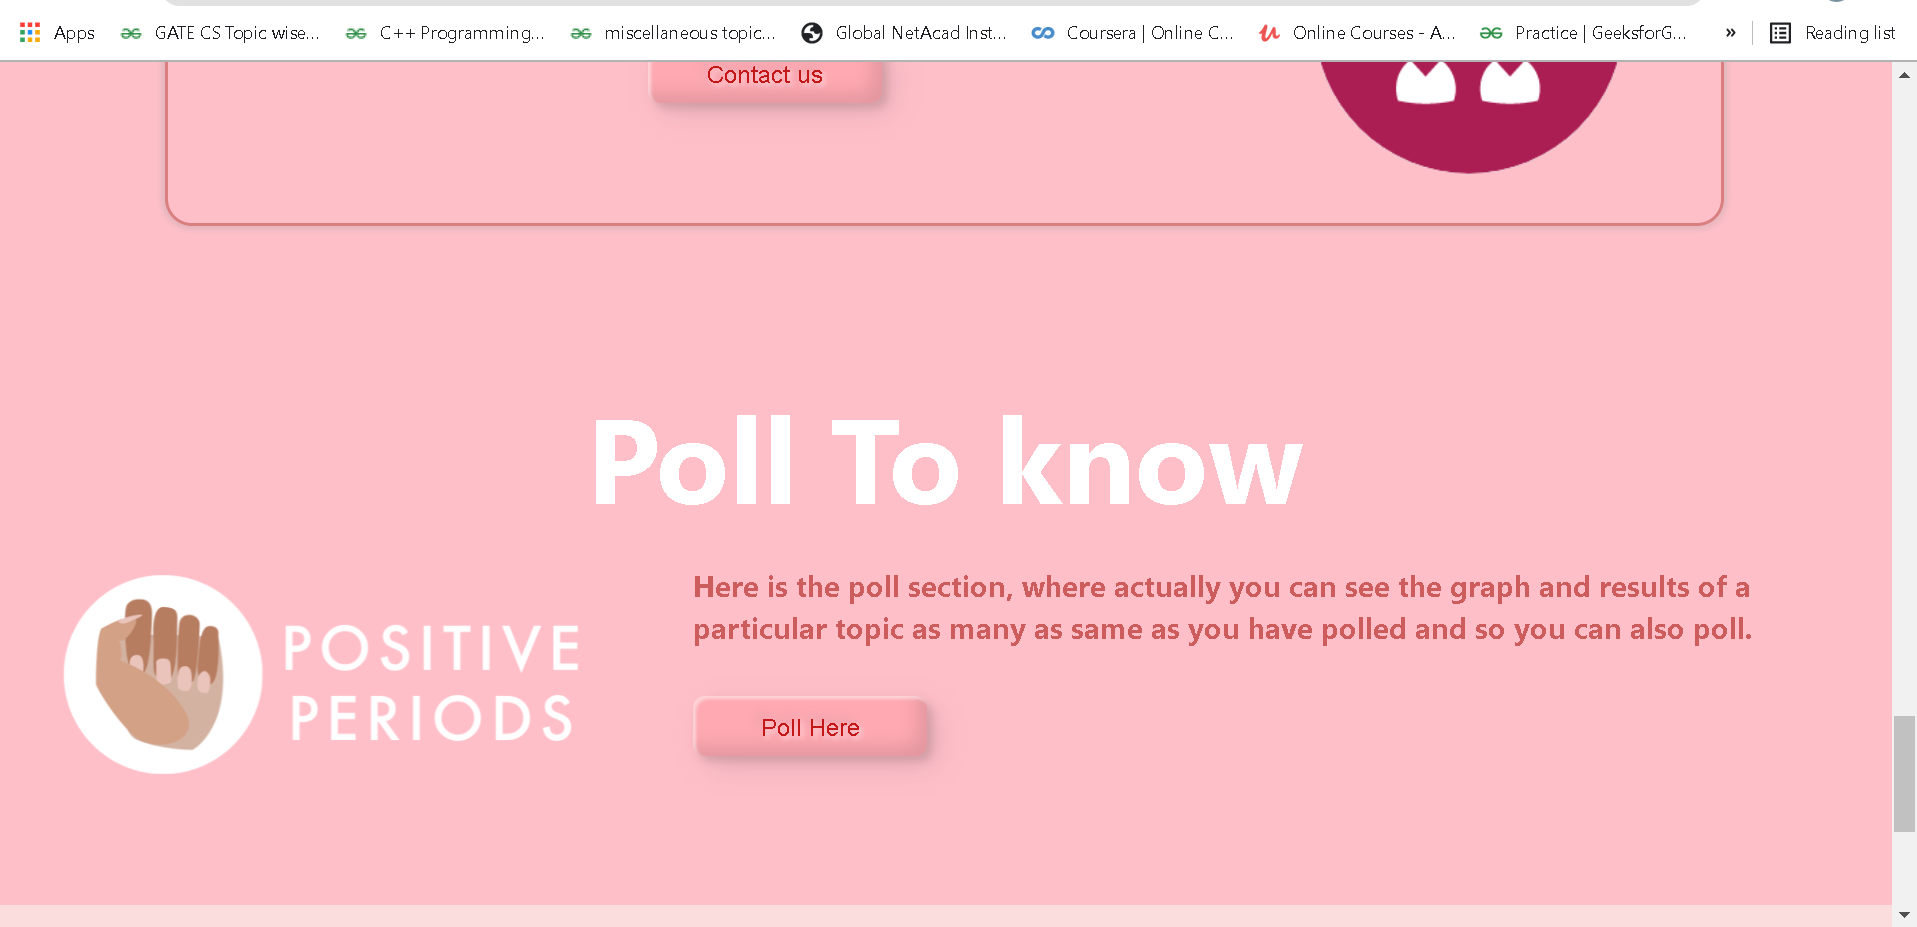 Apps GATE CS Topic wise... C++ Programming... miscellaneous topic... Global NetAcad Inst... Coursera | Online C... Online Courses - A... Practice | GeeksforG... » Reading list
Contact us
Poll To know
Here is the poll section, where actually you can see the graph and results of a
particular topic as many as same as you have polled and so you can also poll.
POSITIVE
PERIODS
Poll Here